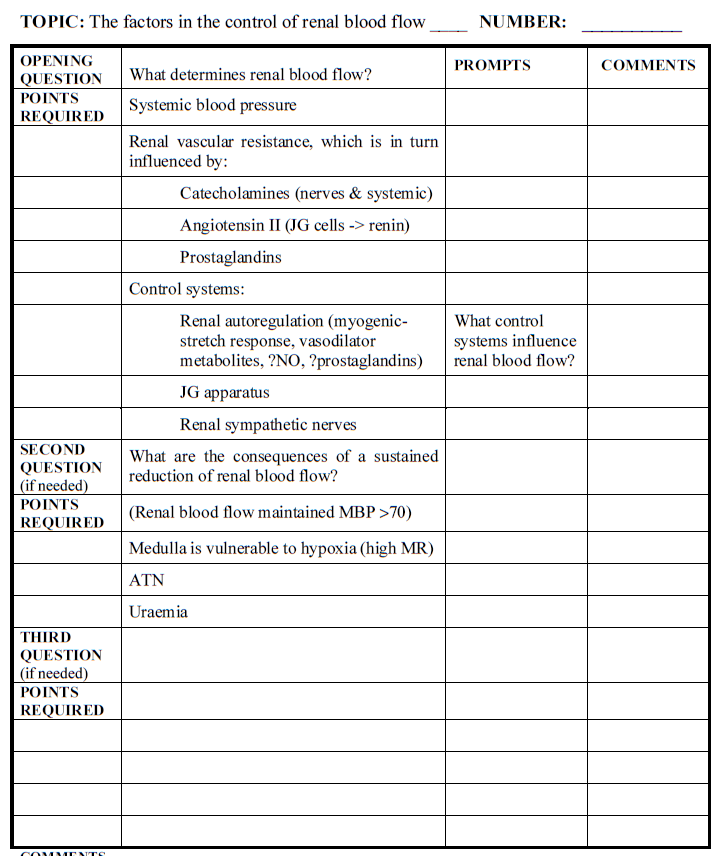 TOPIC: The factors in the control of renal blood flow ____ NUMBER: __________
OPENING QUESTION
What determines renal blood flow?
PROMPTS
COMMENTS
POINTS REQUIRED
Systemic blood pressure
Renal vascular resistance, which is in turn
influenced by:
Catecholamines (nerves & systemic)
Angiotensin II (JG cells -> renin)
Prostaglandins
Control systems:
Renal autoregulation (myogenic-
stretch response, vasodilator
metabolites, ?NO, ?prostaglandins)
What control
systems influence
renal blood flow?
JG apparatus
Renal sympathetic nerves
SECOND
QUESTION
(if needed)
What are the consequences of a sustained
reduction of renal blood flow?
POINTS
REQUIRED
(Renal blood flow maintained MBP >70)
Medulla is vulnerable to hypoxia (high MR)
ATN
Uraemia
THIRD
QUESTION
(if needed)
POINTS
REQUIRED
COMMENTS